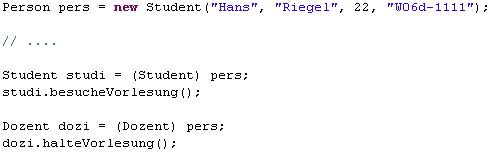 Person pers = new Student("Hans", "Riegel", 22, "WO6d-1111");
// ....
Student studi = (Student) pers;
studi.besucheVorlesung();
Dozent dozi = (Dozent) pers;
dozi.halteVorlesung();